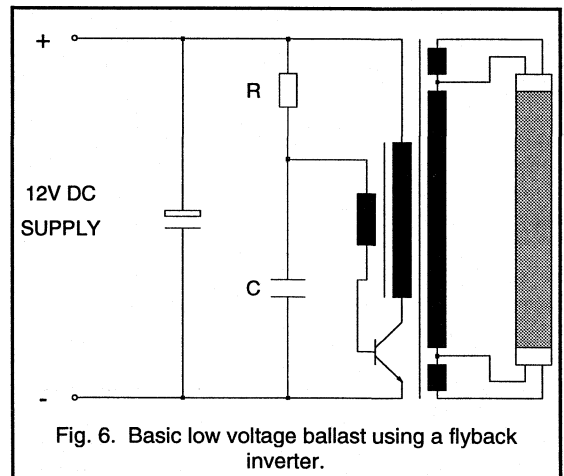 +
R
12V DC
SUPPLY
C
-
Fig. 6. Basic low voltage ballast using a flyback
inverter.